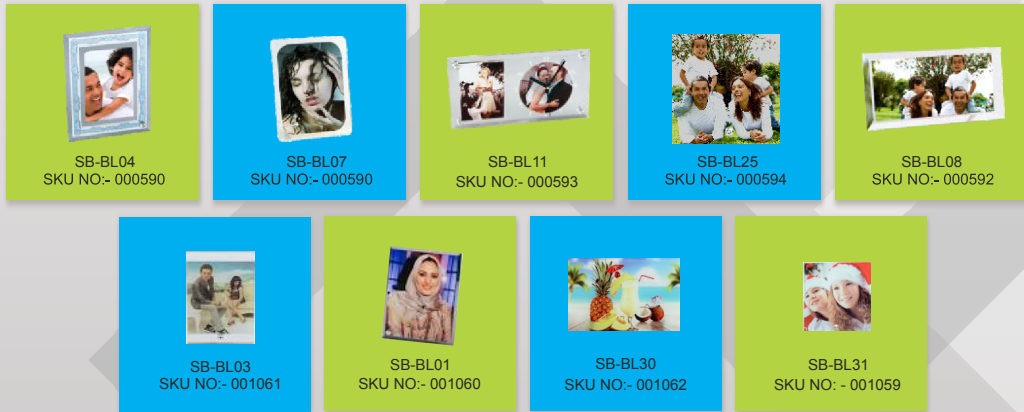 SB-BL04
SKU NO:- 000590
SB-BL07
SKU NO:- 000590
SB-BL11
SKU NO:- 000593
SB-BL25
SKU NO:- 000594
SB-BL08
SKU NO:- 000592
SB-BL03
SKU NO:- 001061
SB-BL01
SKU NO:- 001060
SB-BL30
SKU NO:- 001062
SB-BL31
SKU NO: - 001059